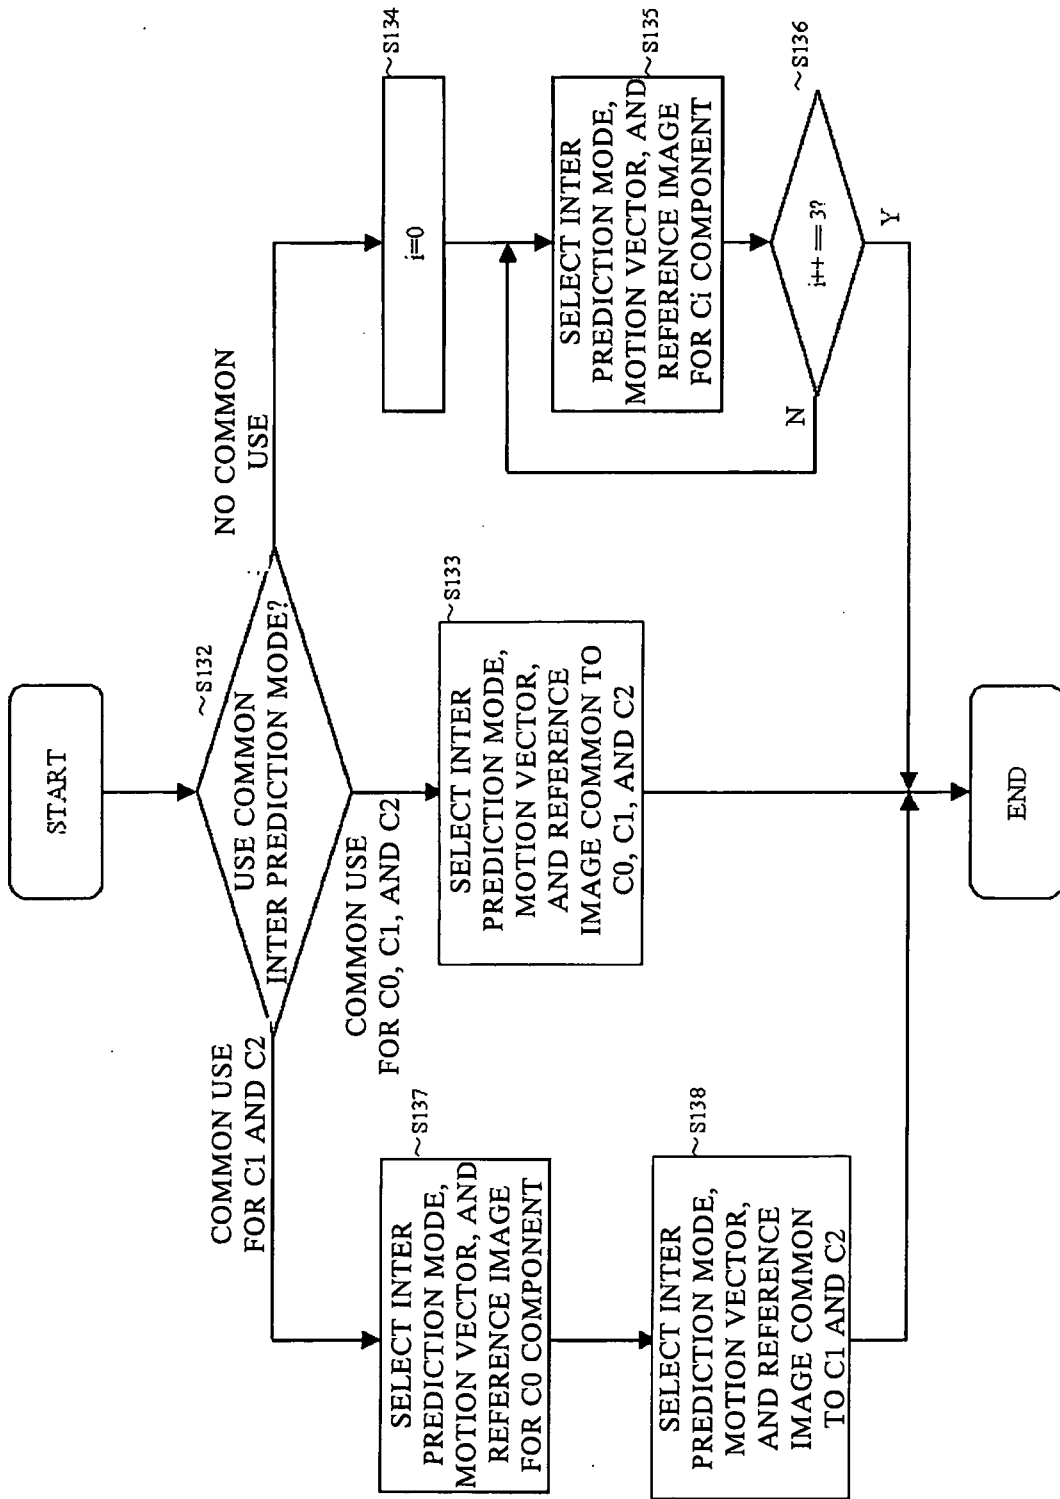 START
~S132
USE COMMON
INTER PREDICTION MODE?
COMMON USE
FOR C1 AND C2
COMMON USE
FOR C0, C1, AND C2
NO COMMON
USE
~S137
SELECT INTER
PREDICTION MODE,
MOTION VECTOR, AND
REFERENCE IMAGE
FOR C0 COMPONENT
~S138
SELECT INTER
PREDICTION MODE,
MOTION VECTOR,
AND REFERENCE
IMAGE COMMON
TO C1 AND C2
~S133
SELECT INTER
PREDICTION MODE,
MOTION VECTOR,
AND REFERENCE
IMAGE COMMON TO
C0, C1, AND C2
~S134
i=0
~S135
SELECT INTER
PREDICTION MODE,
MOTION VECTOR, AND
REFERENCE IMAGE
FOR Ci COMPONENT
~S136
i++ == 3?
N
Y
END